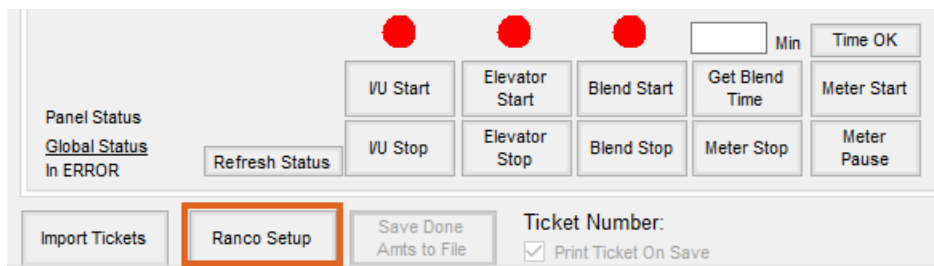 Min
Time OK
I/U Start
Elevator
Start
Blend Start
Get Blend
Time
Meter Start
Panel Status
Global Status
In ERROR
Refresh Status
I/U Stop
Elevator
Stop
Blend Stop
Meter Stop
Meter
Pause
Import Tickets
Ranco Setup
Save Done
Amts to File
Ticket Number:
Print Ticket On Save